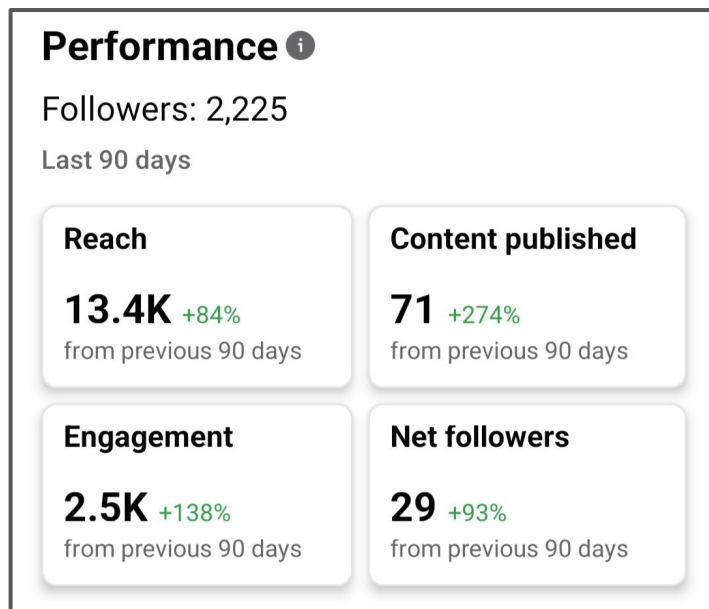 Performance
Followers: 2,225
Last 90 days
Reach
13.4K +84%
from previous 90 days
Content published
71 +274%
from previous 90 days
Engagement
2.5K +138%
from previous 90 days
Net followers
29 +93%
from previous 90 days